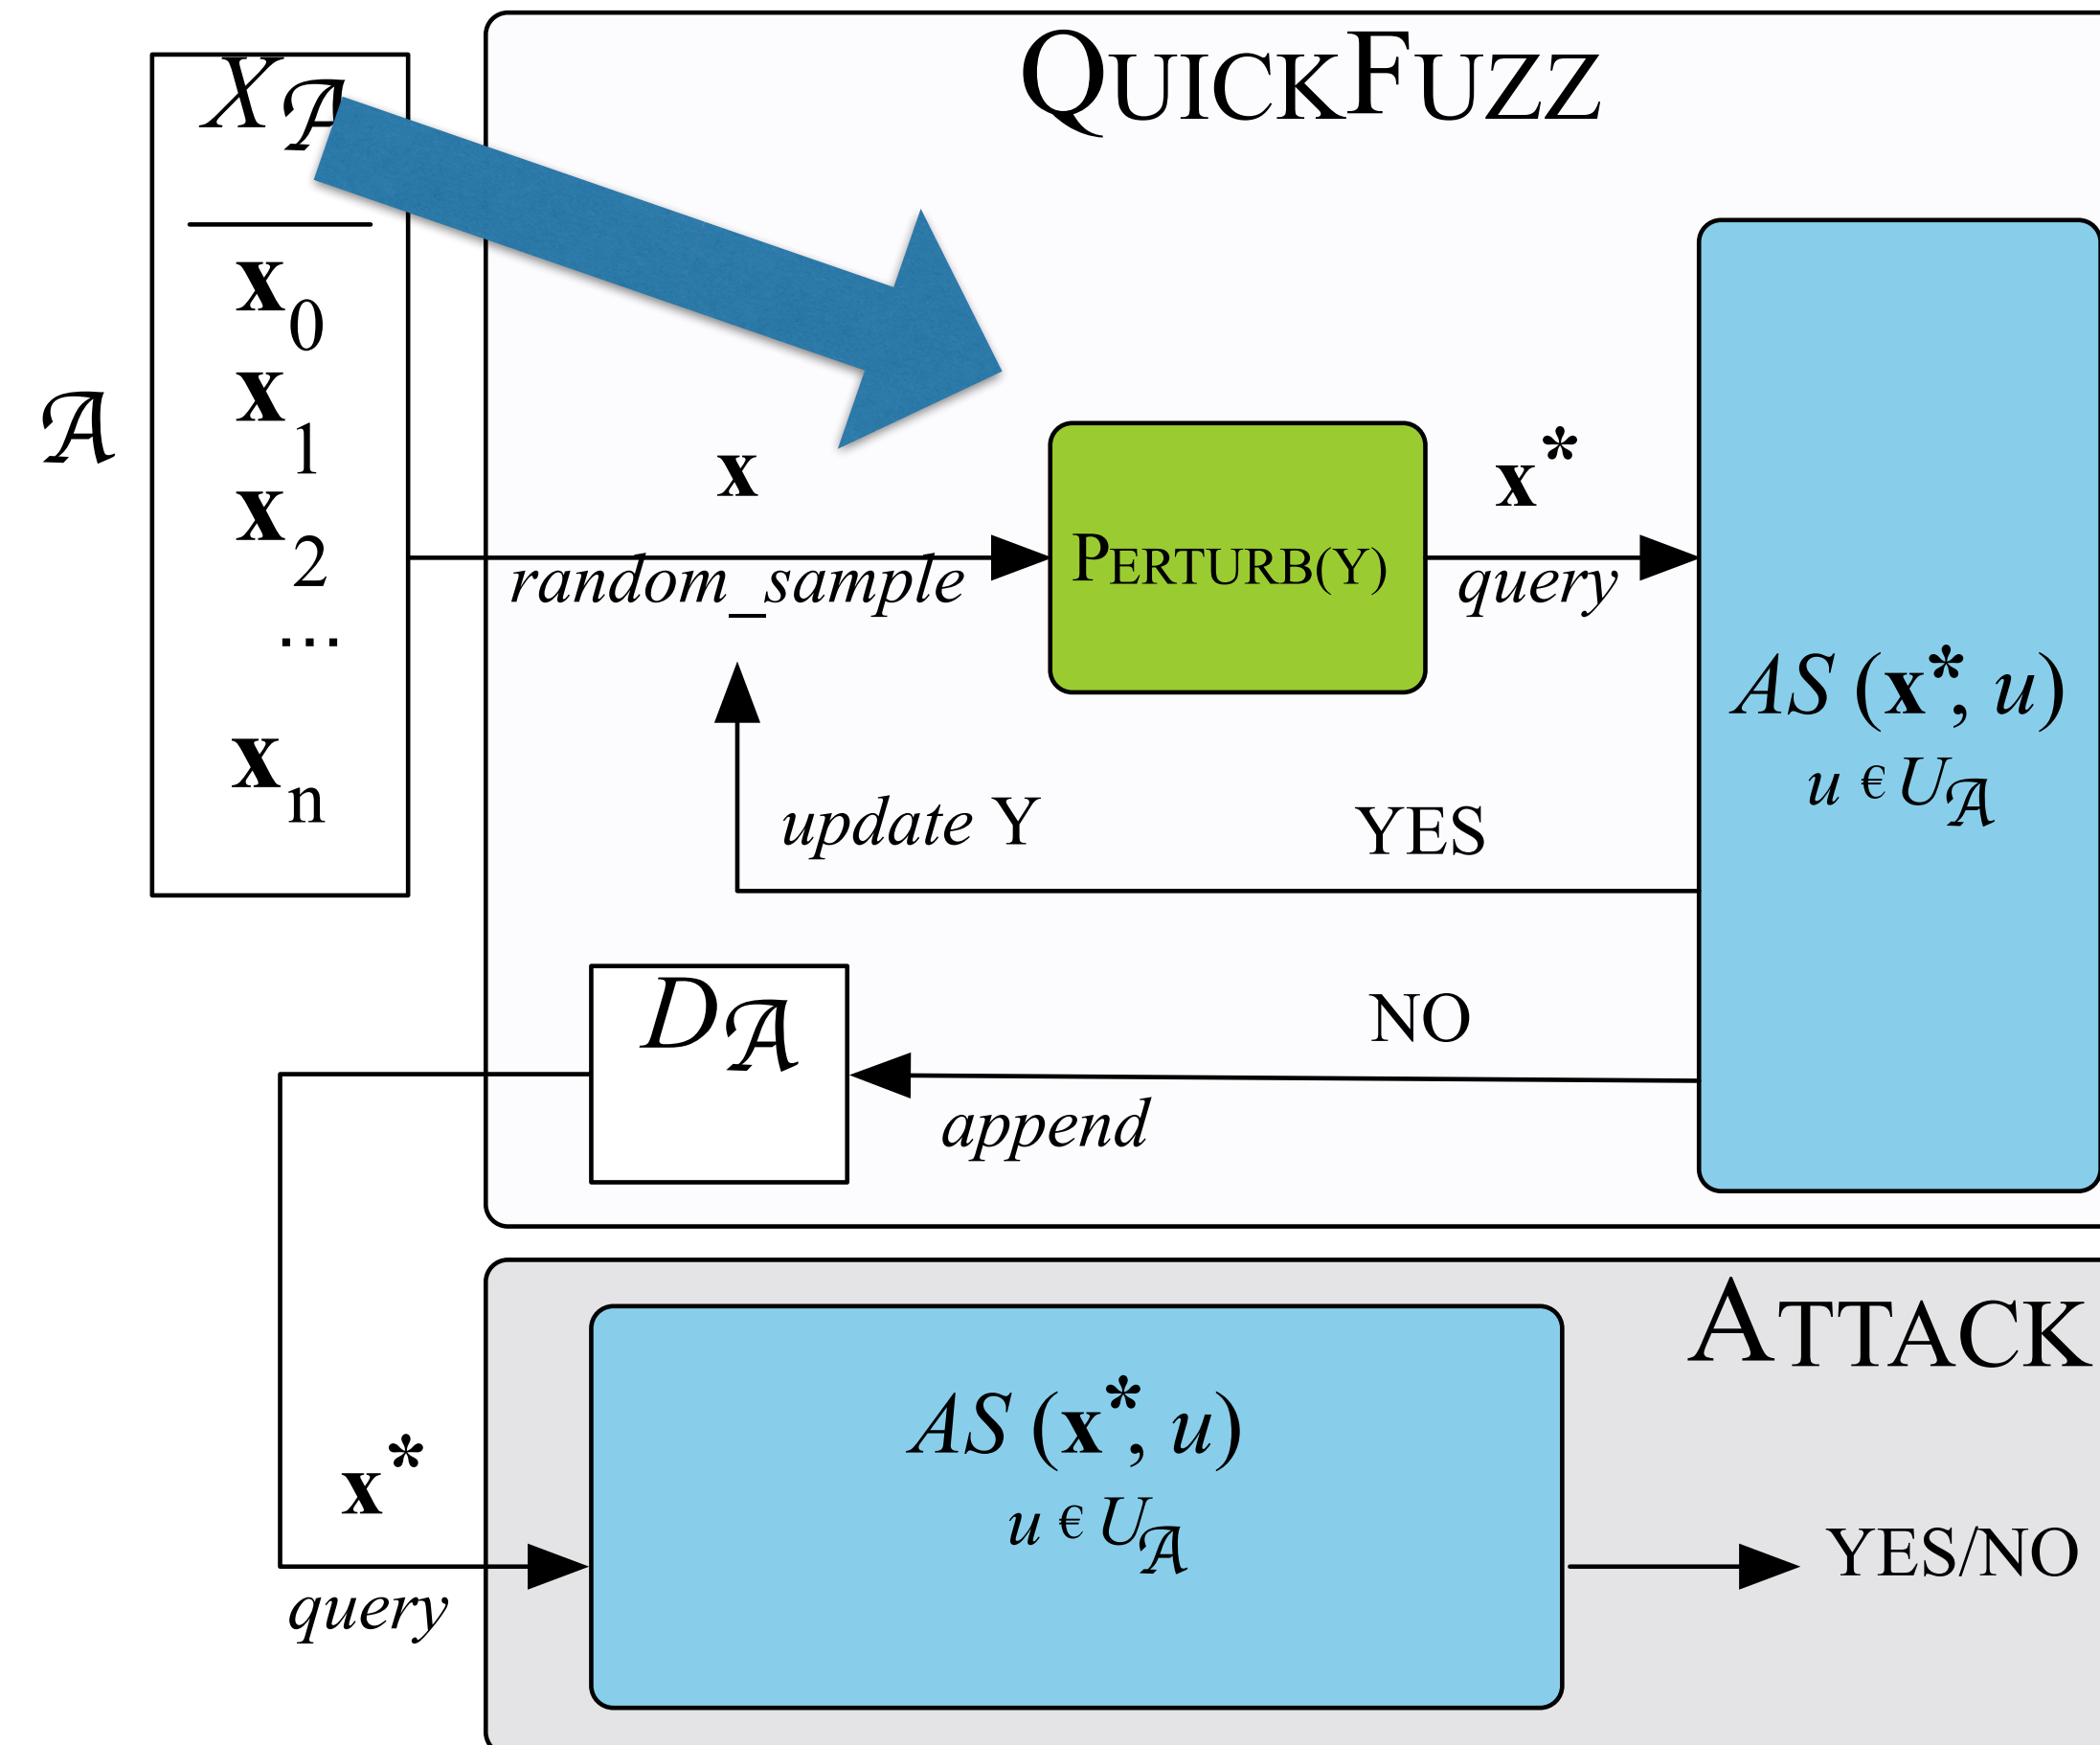 QUICKFUZZ
X𝒜
x0
x1
x2
...
xn
𝒜
x
random_sample
PERTURB(Y)
x*
query
AS (x*, u)
u € U𝒜
update Y
YES
NO
append
D𝒜
ATTACK
x*
query
AS (x*, u)
u € U𝒜
YES/NO